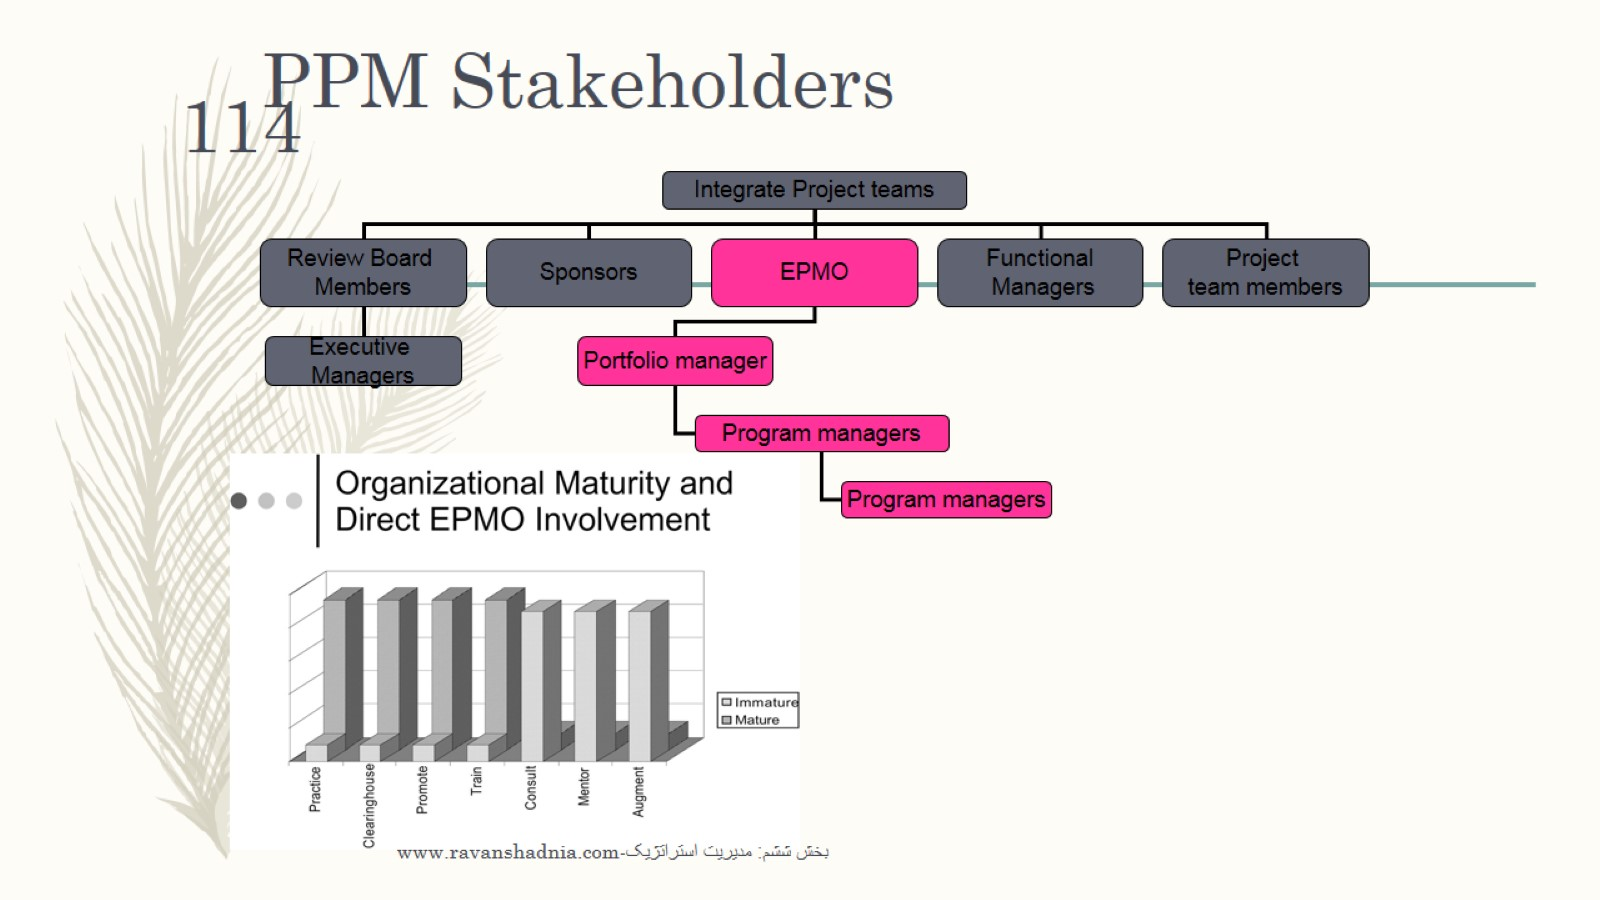 PPM Stakeholders
114
Integrate Project teams
Review Board
Members
Sponsors
EPMO
Functional
Managers
Project
team members
Executive
Managers
Portfolio manager
Program managers
Program managers
Organizational Maturity and
Direct EPMO Involvement
Immature
Mature
Practice
Clearinghouse
Promote
Train
Consult
Mentor
Augment
بخش ششم: مدیریت استراتژیک-www.ravanshadnia.com